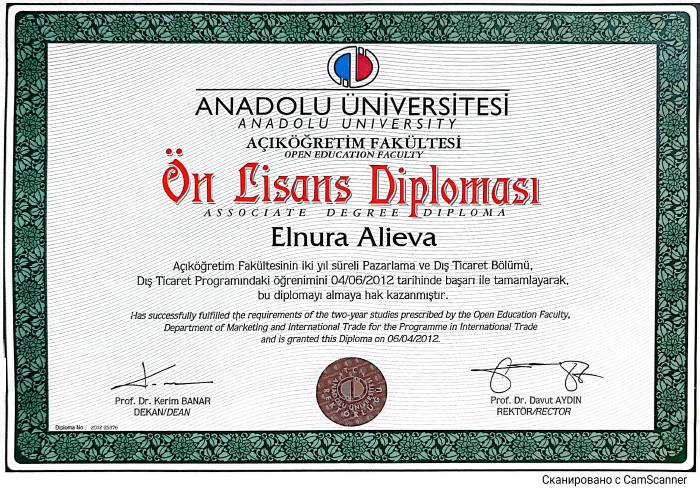 ANADOLU ÜNİVERSİTESİ
ANADOLU UNIVERSITY
AÇIKÖĞRETİM FAKÜLTESİ
OPEN EDUCATION FACULTY
Ön Lisans Diploması
ASSOCIATE DEGREE DIPLOMA
Elnura Alieva
Açıköğretim Fakültesinin iki yıl süreli Pazarlama ve Dış Ticaret Bölümü,
Dış Ticaret Programındaki öğrenimini 04/06/2012 tarihinde başarı ile tamamlayarak,
bu diplomayı almaya hak kazanmıştır.
Has successfully fulfilled the requirements of the two-year studies prescribed by the Open Education Faculty,
Department of Marketing and International Trade for the Programme in International Trade
and is granted this Diploma on 06/04/2012.
Prof. Dr. Kerim BANAR
DEKAN/DEAN
Prof. Dr. Davut AYDIN
REKTÖR/RECTOR
Diploma No :
Сканировано с CamScanner